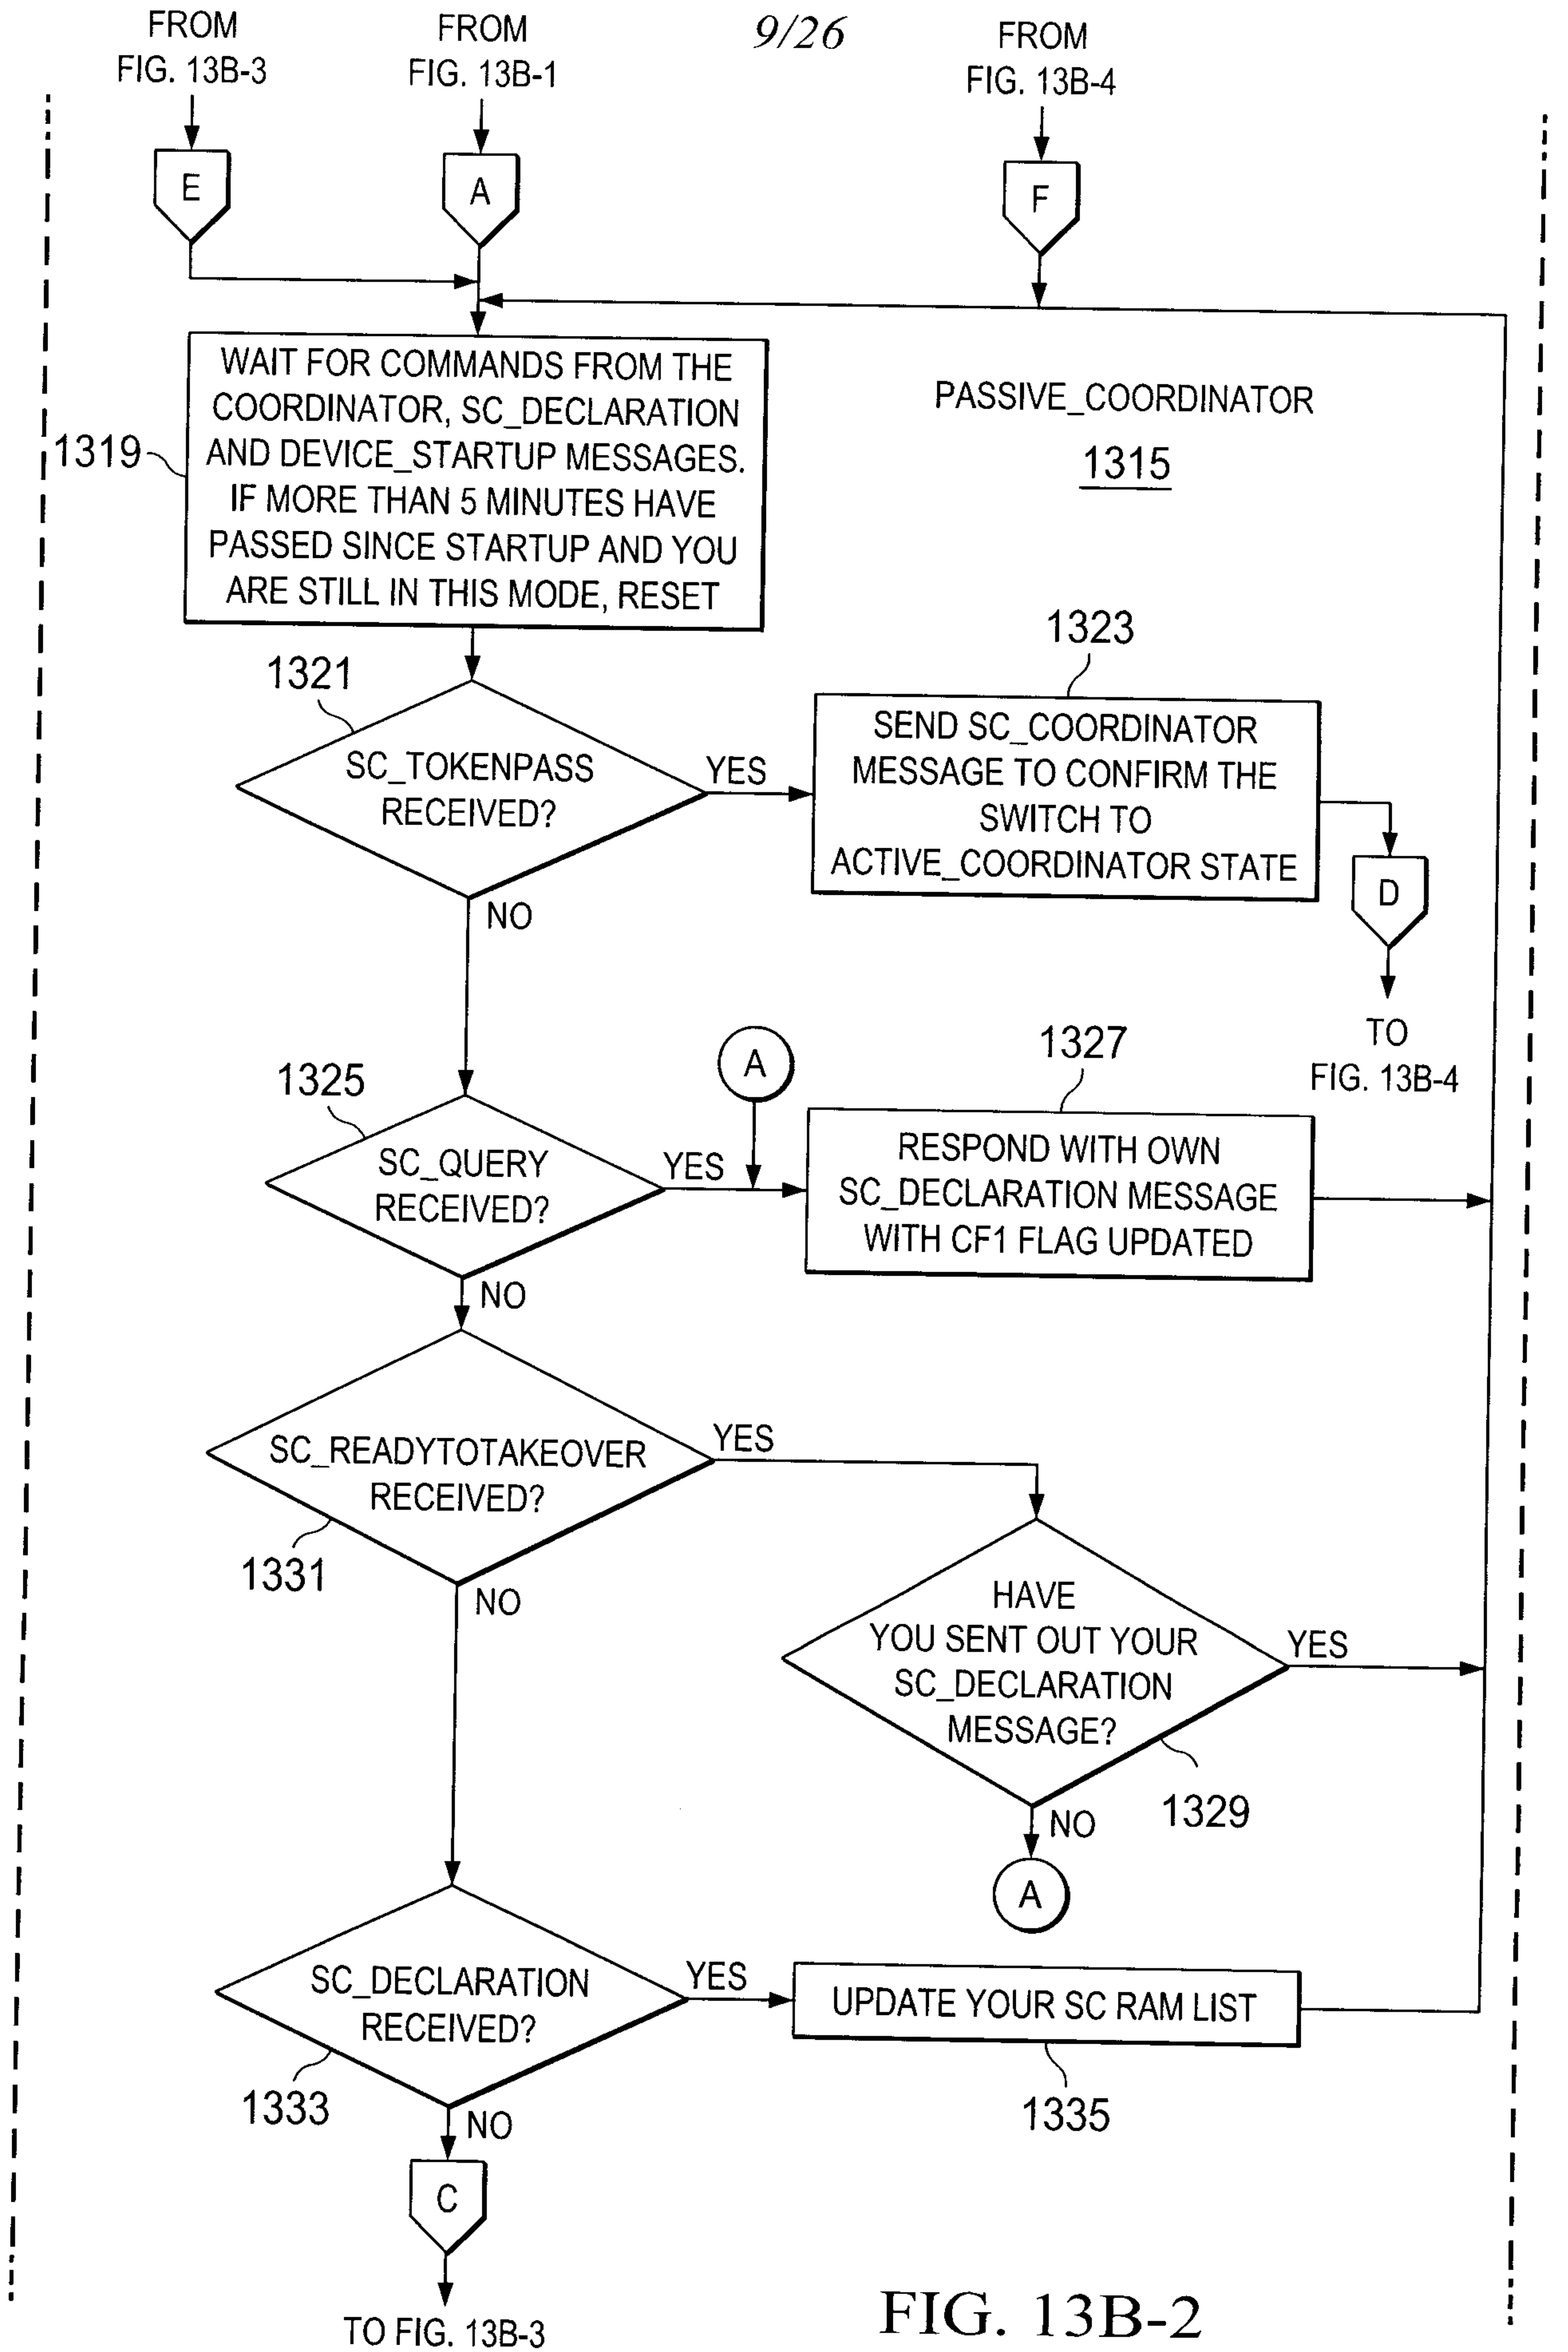 9/26
FROM
FIG. 13B-3
FROM
FIG. 13B-1
FROM
FIG. 13B-4
E
A
F
WAIT FOR COMMANDS FROM THE
COORDINATOR, SC_DECLARATION
AND DEVICE_STARTUP MESSAGES.
IF MORE THAN 5 MINUTES HAVE
PASSED SINCE STARTUP AND YOU
ARE STILL IN THIS MODE, RESET
1319
PASSIVE_COORDINATOR
1315
1321
SC_TOKENPASS
RECEIVED?
YES
NO
1323
SEND SC_COORDINATOR
MESSAGE TO CONFIRM THE
SWITCH TO
ACTIVE_COORDINATOR STATE
D
TO
FIG. 13B-4
1325
SC_QUERY
RECEIVED?
YES
NO
A
1327
RESPOND WITH OWN
SC_DECLARATION MESSAGE
WITH CF1 FLAG UPDATED
SC_READYTOTAKEOVER
RECEIVED?
YES
1331
NO
HAVE
YOU SENT OUT YOUR
SC_DECLARATION
MESSAGE?
YES
1329
NO
A
SC_DECLARATION
RECEIVED?
YES
UPDATE YOUR SC RAM LIST
1333
1335
NO
C
TO FIG. 13B-3
FIG. 13B-2